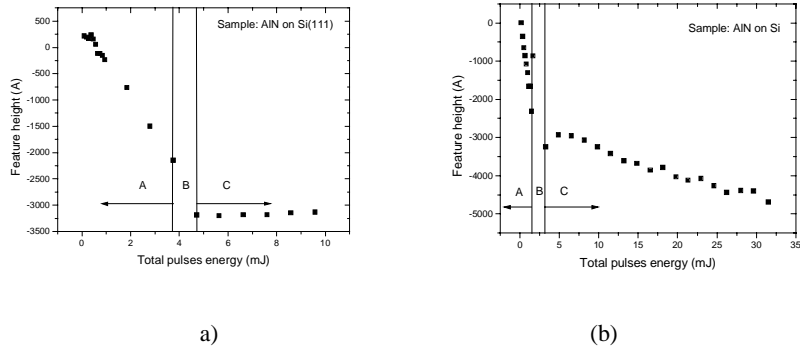 Sample: AlN on Si(111)
Feature height (A)
500
250
0
-500
-1000
-1500
-2000
-2500
-3000
-3500
A
B
C
0
2
4
6
8
10
Total pulses energy (mJ)
a)
Sample: AlN on Si
Feature height (A)
0
-1000
-2000
-3000
-4000
-5000
A
B
C
0
5
10
15
20
25
30
35
Total pulses energy (mJ)
(b)